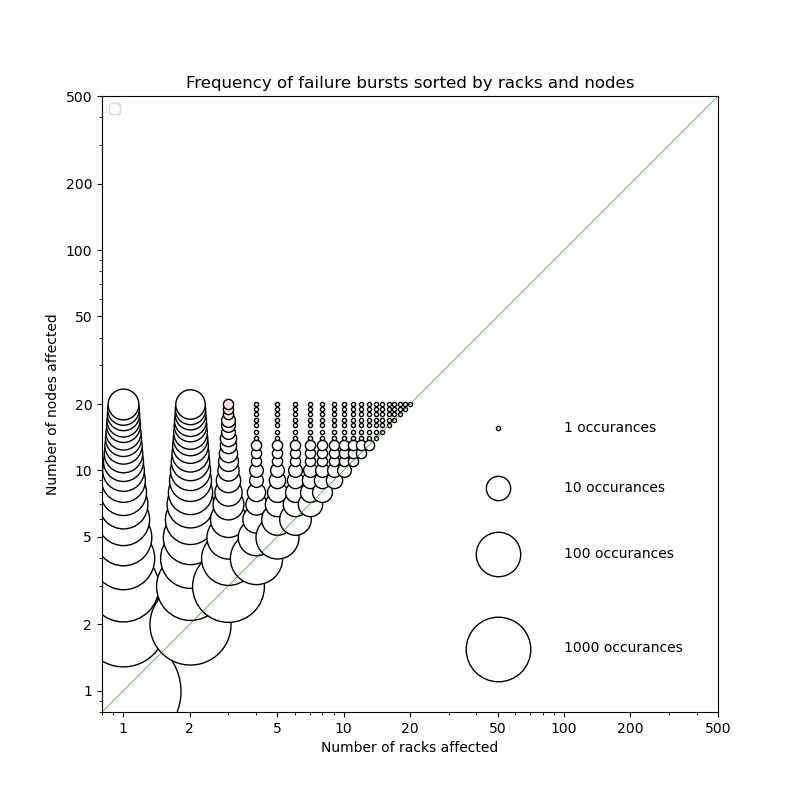 Frequency of failure bursts sorted by racks and nodes
Number of nodes affected
500
200
100
50
20
10
5
2
1
1 occurances
10 occurances
100 occurances
1000 occurances
1 2 5 10 20 50 100 200 500
Number of racks affected